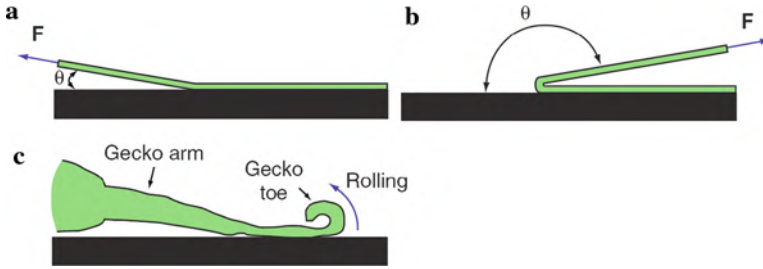 a
F
θ
b
θ
F
c
Gecko arm
Gecko
toe
Rolling